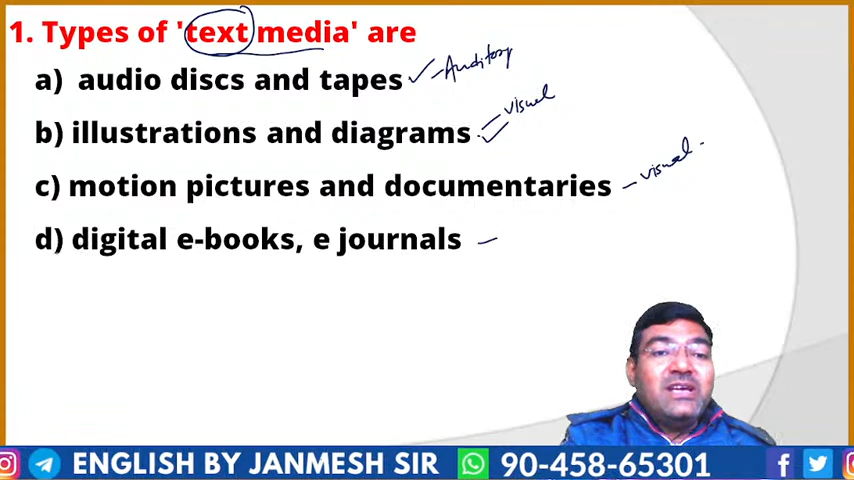 1. Types of 'text media' are
a) audio discs and tapes - Auditory
b) illustrations and diagrams - visual
c) motion pictures and documentaries - visual
d) digital e-books, e journals -
ENGLISH BY JANMESH SIR 90-458-65301